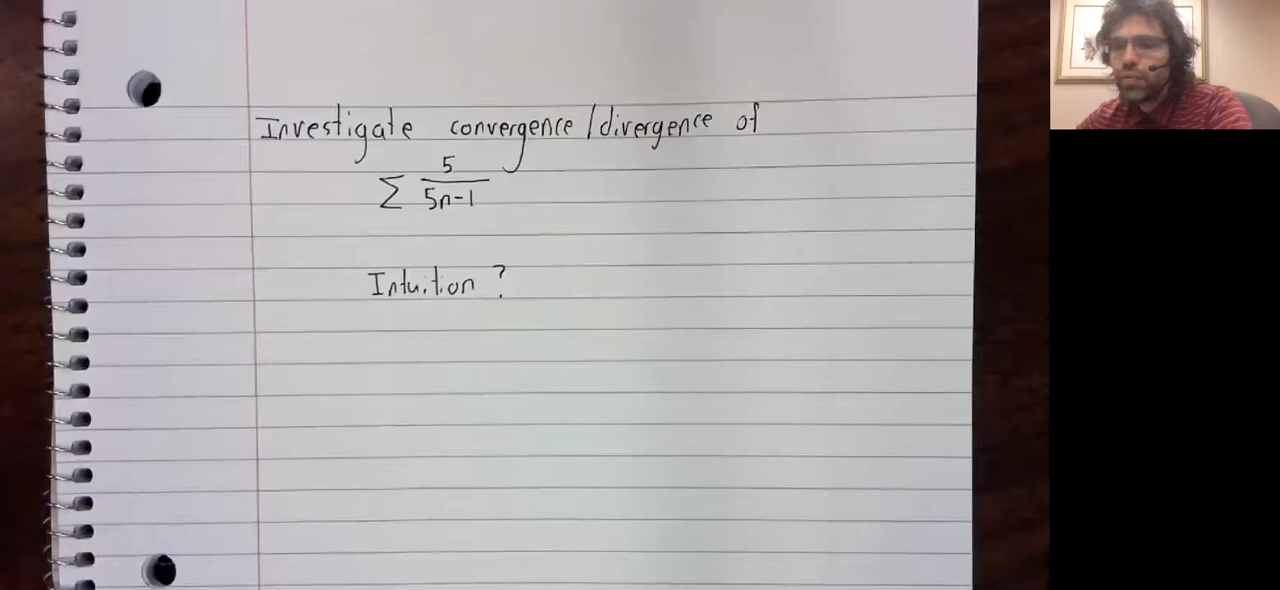 Investigate convergence/divergence of
∑ 5/(5n-1)
Intuition ?